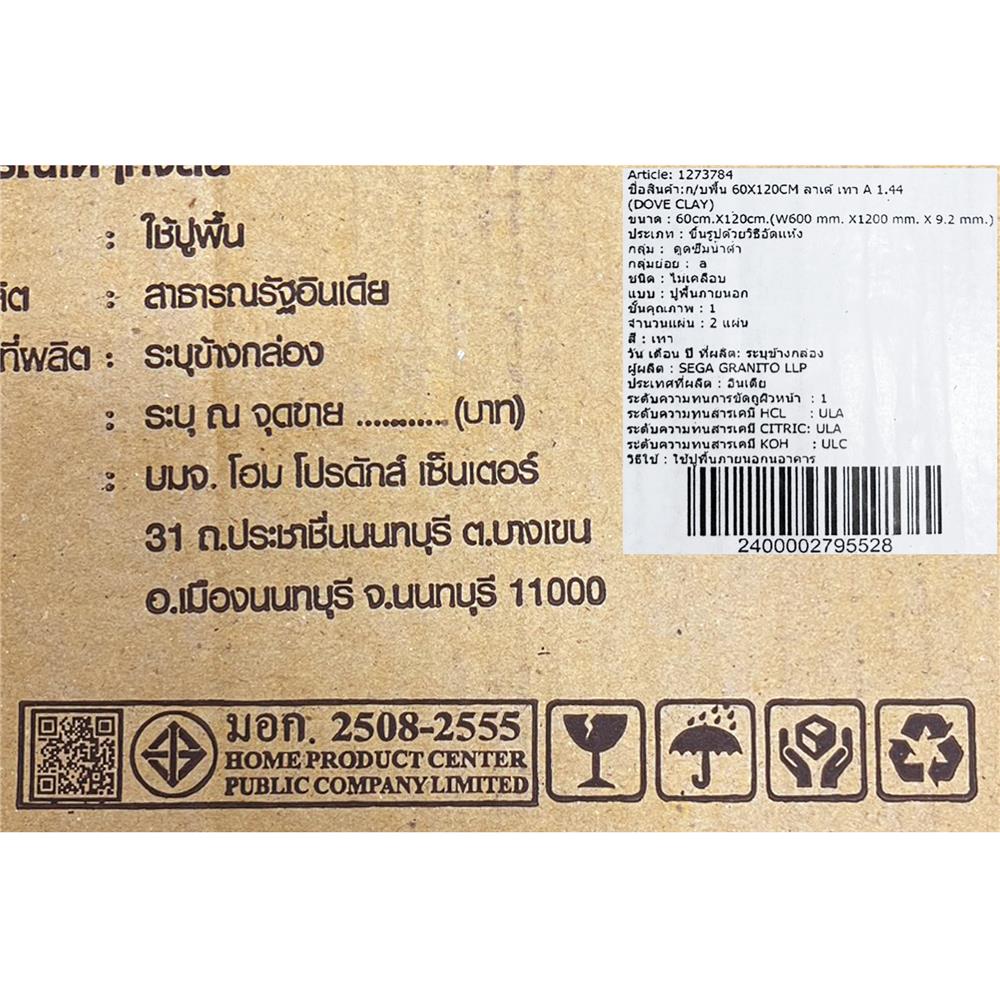 : ใช้ปูพื้น
: สาธารณรัฐอินเดีย
ที่ผลิต : ระบุข้างกล่อง
: ระบุ ณ จุดขาย ........... (บาท)
: บมจ. โฮม โปรดักส์ เซ็นเตอร์
31 ถ.ประชาชื่นนนทบุรี ต.บางเขน
อ.เมืองนนทบุรี จ.นนทบุรี 11000
มอก. 2508-2555
HOME PRODUCT CENTER
PUBLIC COMPANY LIMITED
Article: 1273784
ชื่อสินค้า:ก/บพื้น 60X120CM ลาเต้ เทา A 1.44
(DOVE CLAY)
ขนาด : 60cm.X120cm.(W600 mm. X1200 mm. X 9.2 mm.)
ประเภท : ขึ้นรูปด้วยวิธีอัดแห้ง
กลุ่ม : ดูดซึมน้ำต่ำ
กลุ่มย่อย : a
ชนิด : ไม่เคลือบ
แบบ : ปูพื้นภายนอก
ชั้นคุณภาพ : 1
จำนวนแผ่น : 2 แผ่น
สี : เทา
วัน เดือน ปี ที่ผลิต: ระบุข้างกล่อง
ผู้ผลิต : SEGA GRANITO LLP
ประเทศที่ผลิต : อินเดีย
ระดับความทนการขัดถูผิวหน้า : 1
ระดับความทนสารเคมี HCL : ULA
ระดับความทนสารเคมี CITRIC: ULA
ระดับความทนสารเคมี KOH : ULC
วิธีใช้ : ใช้ปูพื้นภายนอกนอาคาร
2400002795528